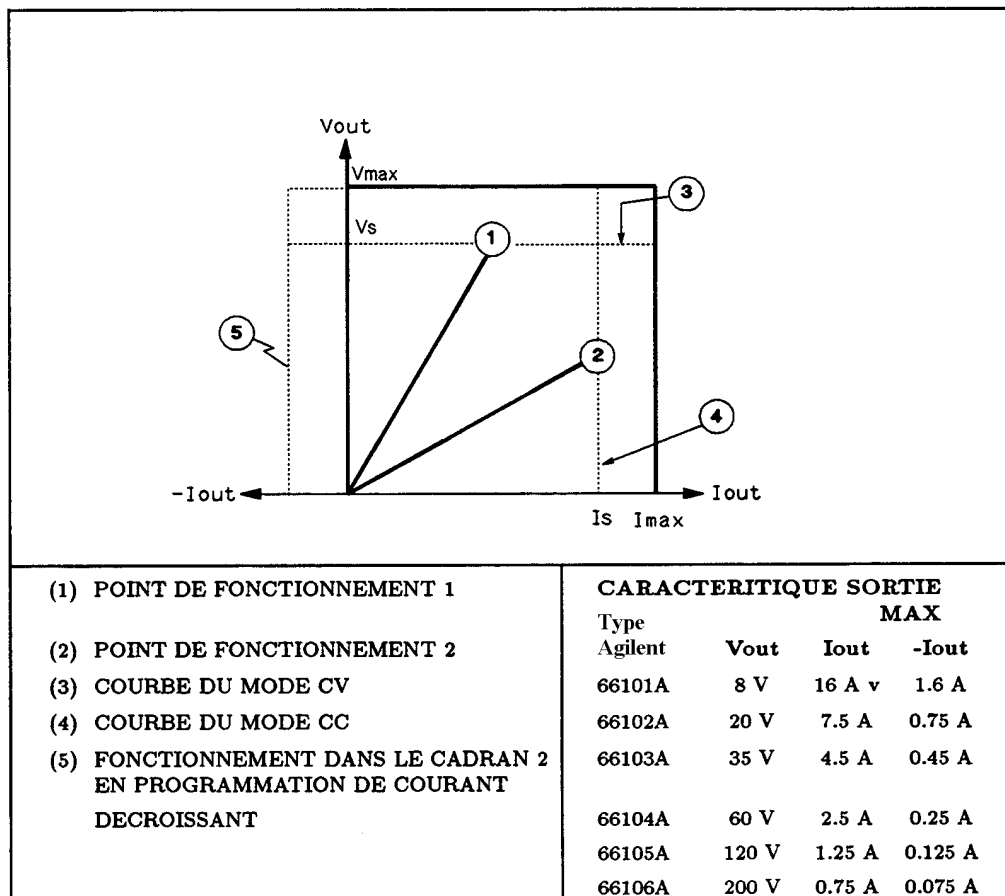 Vout
Vmax
3
Vs
1
5
2
4
-Iout
Iout
Is Imax
(1) POINT DE FONCTIONNEMENT 1
(2) POINT DE FONCTIONNEMENT 2
(3) COURBE DU MODE CV
(4) COURBE DU MODE CC
(5) FONCTIONNEMENT DANS LE CADRAN 2
EN PROGRAMMATION DE COURANT
DECROISSANT
CARACTERITIQUE SORTIE
MAX
Type
Agilent Vout Iout -Iout
66101A 8 V 16 A v 1.6 A
66102A 20 V 7.5 A 0.75 A
66103A 35 V 4.5 A 0.45 A
66104A 60 V 2.5 A 0.25 A
66105A 120 V 1.25 A 0.125 A
66106A 200 V 0.75 A 0.075 A